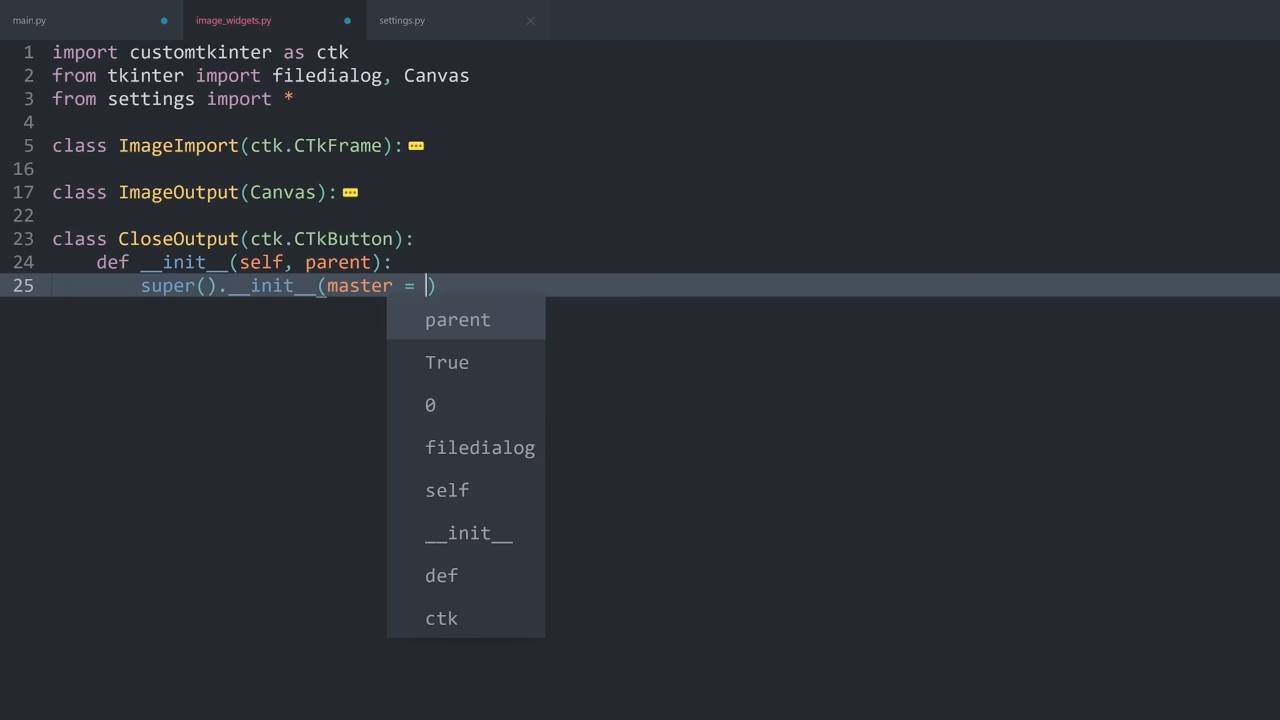 main.py
image_widgets.py
settings.py
1 import customtkinter as ctk
2 from tkinter import filedialog, Canvas
3 from settings import *
4
5 class ImageImport(ctk.CTkFrame):
16
17 class ImageOutput(Canvas):
22
23 class CloseOutput(ctk.CTkButton):
24 def __init__(self, parent):
25 super().__init__(master = )
parent
True
0
filedialog
self
__init__
def
ctk